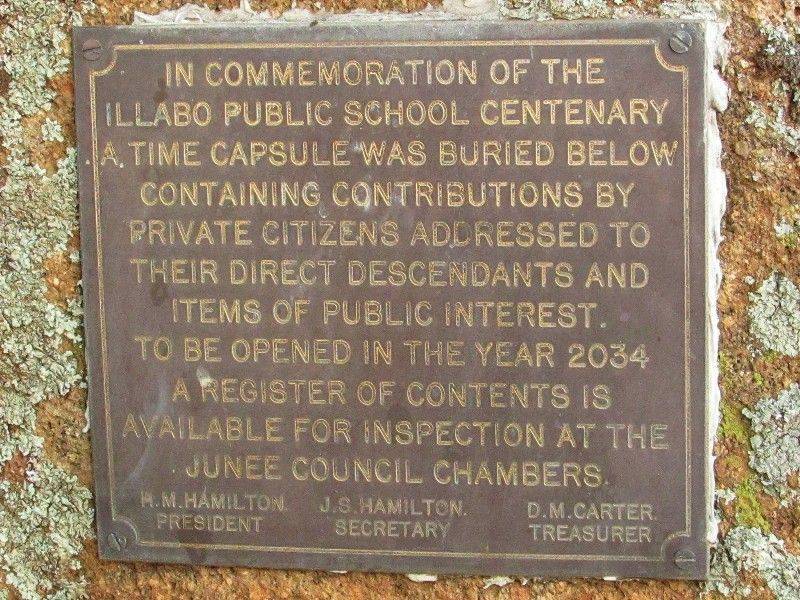 IN COMMEMORATION OF THE
ILLABO PUBLIC SCHOOL CENTENARY
A TIME CAPSULE WAS BURIED BELOW
CONTAINING CONTRIBUTIONS BY
PRIVATE CITIZENS ADDRESSED TO
THEIR DIRECT DESCENDANTS AND
ITEMS OF PUBLIC INTEREST.
TO BE OPENED IN THE YEAR 2034
A REGISTER OF CONTENTS IS
AVAILABLE FOR INSPECTION AT THE
JUNEE COUNCIL CHAMBERS.
H.M.HAMILTON. J.S.HAMILTON. D.M.CARTER.
PRESIDENT SECRETARY TREASURER